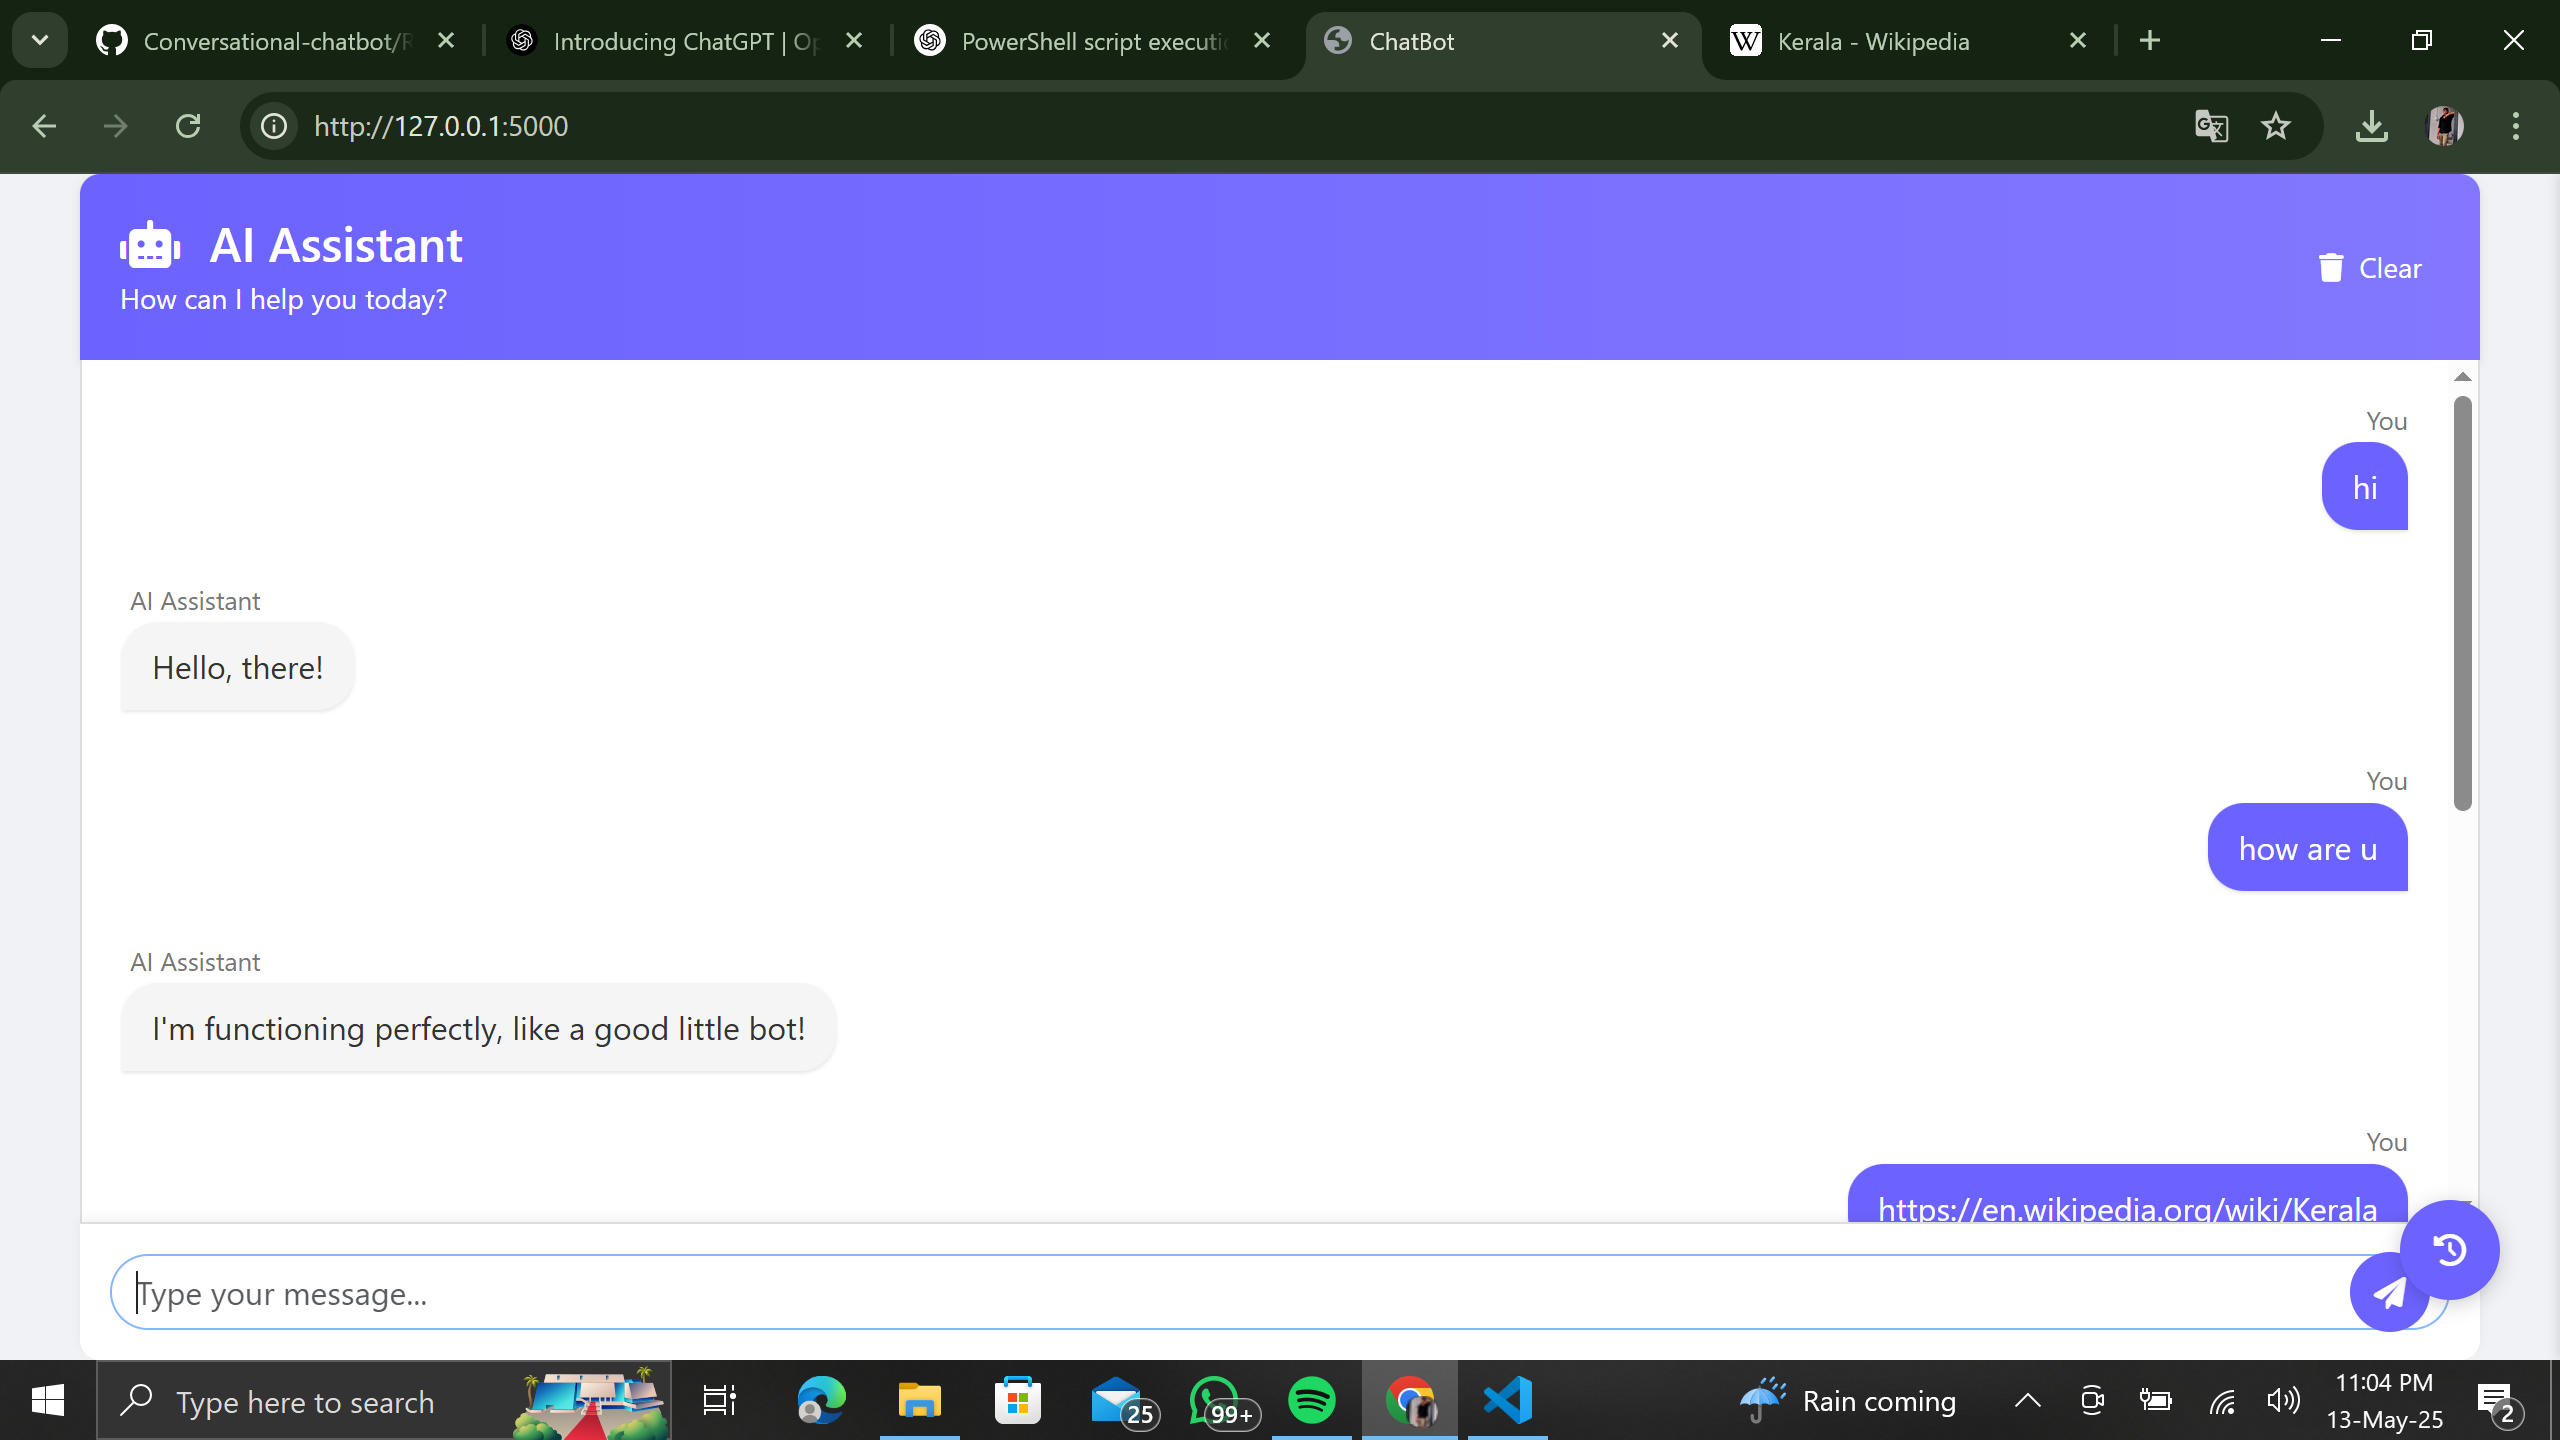 Conversational-chatbot/R
Introducing ChatGPT | Op
PowerShell script executi
ChatBot
W
Kerala - Wikipedia
http://127.0.0.1:5000
AI Assistant
How can I help you today?
Clear
You
hi
AI Assistant
Hello, there!
You
how are u
AI Assistant
I'm functioning perfectly, like a good little bot!
You
https://en.wikipedia.org/wiki/Kerala
Type your message...
Type here to search
25
99+
Rain coming
11:04 PM
13-May-25
2